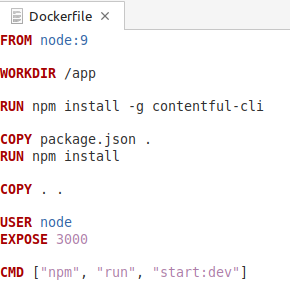 Dockerfile
FROM node:9
WORKDIR /app
RUN npm install -g contentful-cli
COPY package.json .
RUN npm install
COPY . .
USER node
EXPOSE 3000
CMD ["npm", "run", "start:dev"]